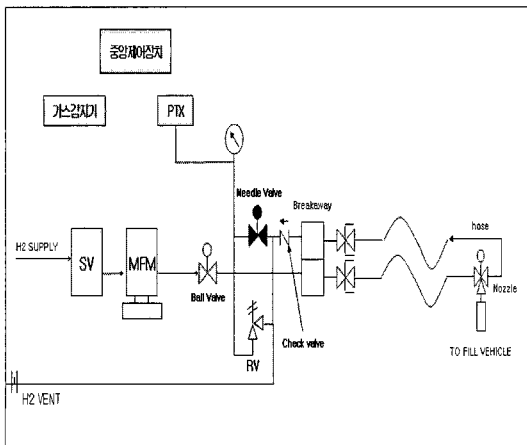 중앙제어장치
가스감지기
PTX
Needle Valve
Breakaway
H2 SUPPLY
SV
MFM
Ball Valve
hose
Nozzle
Check valve
RV
TO FILL VEHICLE
H2 VENT